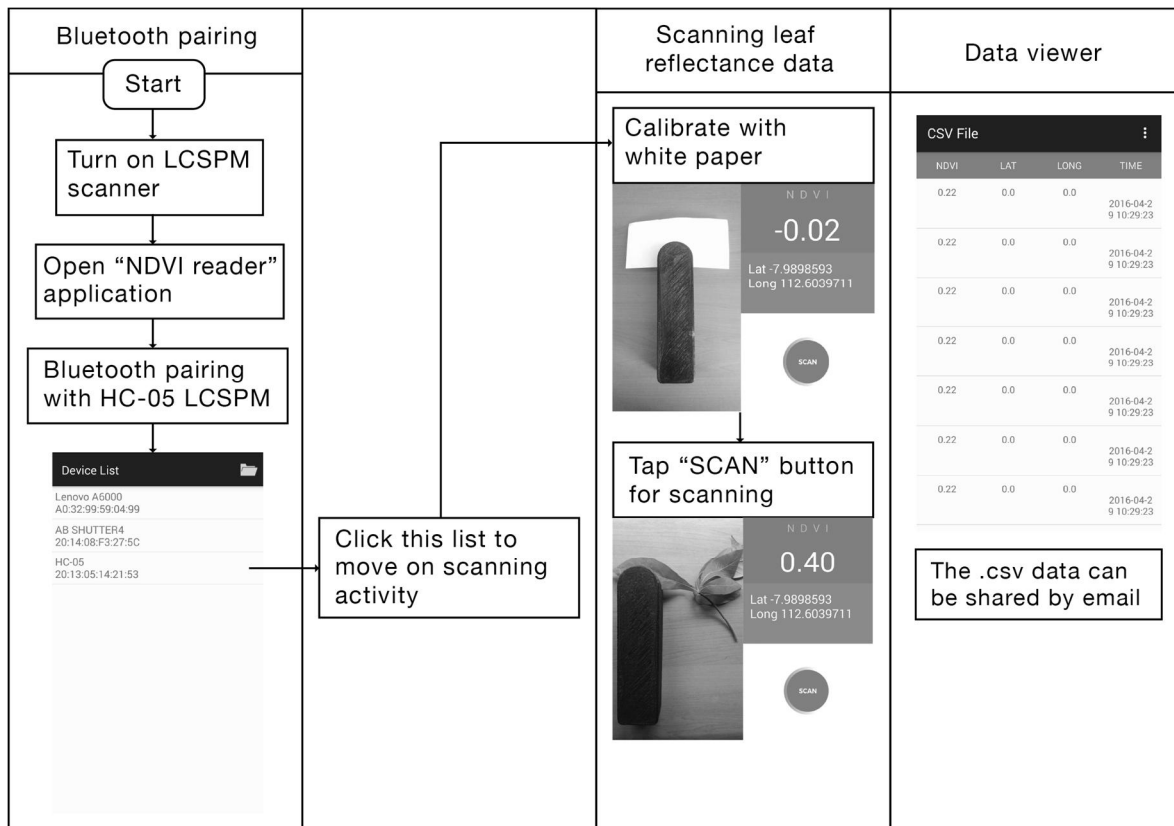 Bluetooth pairing
Start
Turn on LCSPM
scanner
Open “NDVI reader”
application
Bluetooth pairing
with HC-05 LCSPM
Device List
Lenovo A6000
A0:32:99:59:04:99
AB SHUTTER4
20:14:08:F3:27:5C
HC-05
20:13:05:14:21:53
Click this list to
move on scanning
activity
Scanning leaf
reflectance data
Calibrate with
white paper
NDVI
-0.02
Lat -7.9898593
Long 112.6039711
SCAN
Tap “SCAN” button
for scanning
NDVI
0.40
Lat -7.9898593
Long 112.6039711
SCAN
Data viewer
CSV File
NDVI LAT LONG TIME
0.22 0.0 0.0
2016-04-2
9 10:29:23
0.22 0.0 0.0
2016-04-2
9 10:29:23
0.22 0.0 0.0
2016-04-2
9 10:29:23
0.22 0.0 0.0
2016-04-2
9 10:29:23
0.22 0.0 0.0
2016-04-2
9 10:29:23
0.22 0.0 0.0
2016-04-2
9 10:29:23
0.22 0.0 0.0
2016-04-2
9 10:29:23
The .csv data can
be shared by email